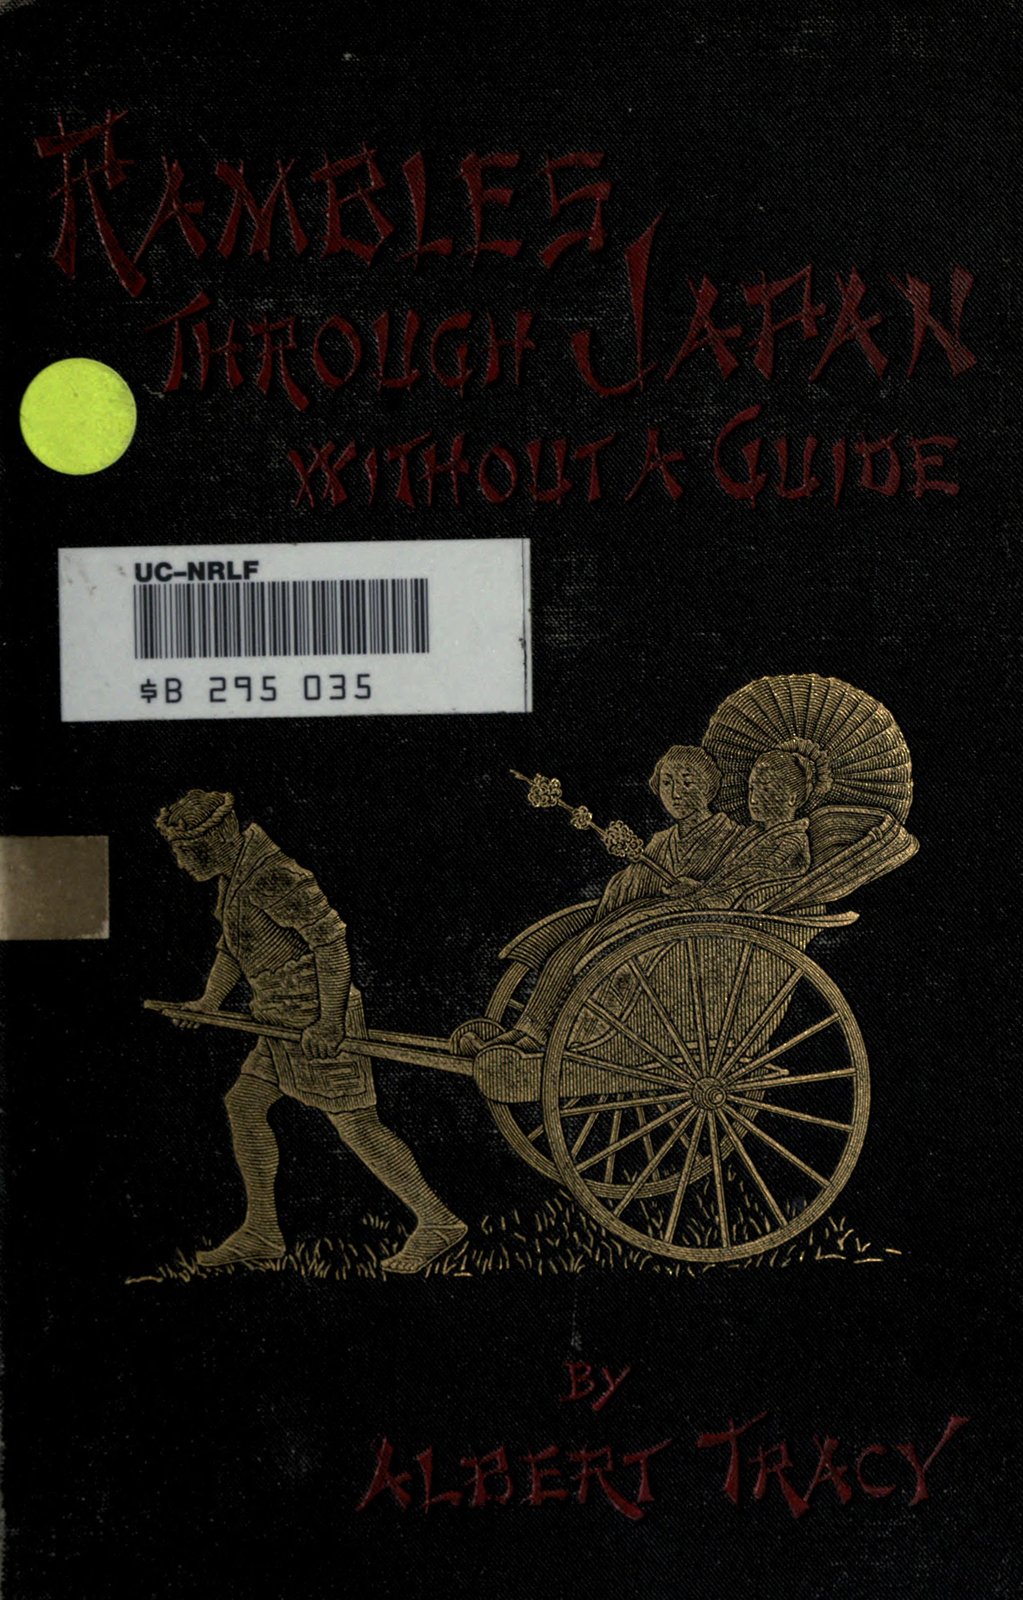 RAMBLES
THROUGH JAPAN
WITHOUT A GUIDE
UC-NRLF
$B 295 035
BY
ALBERT TRACY